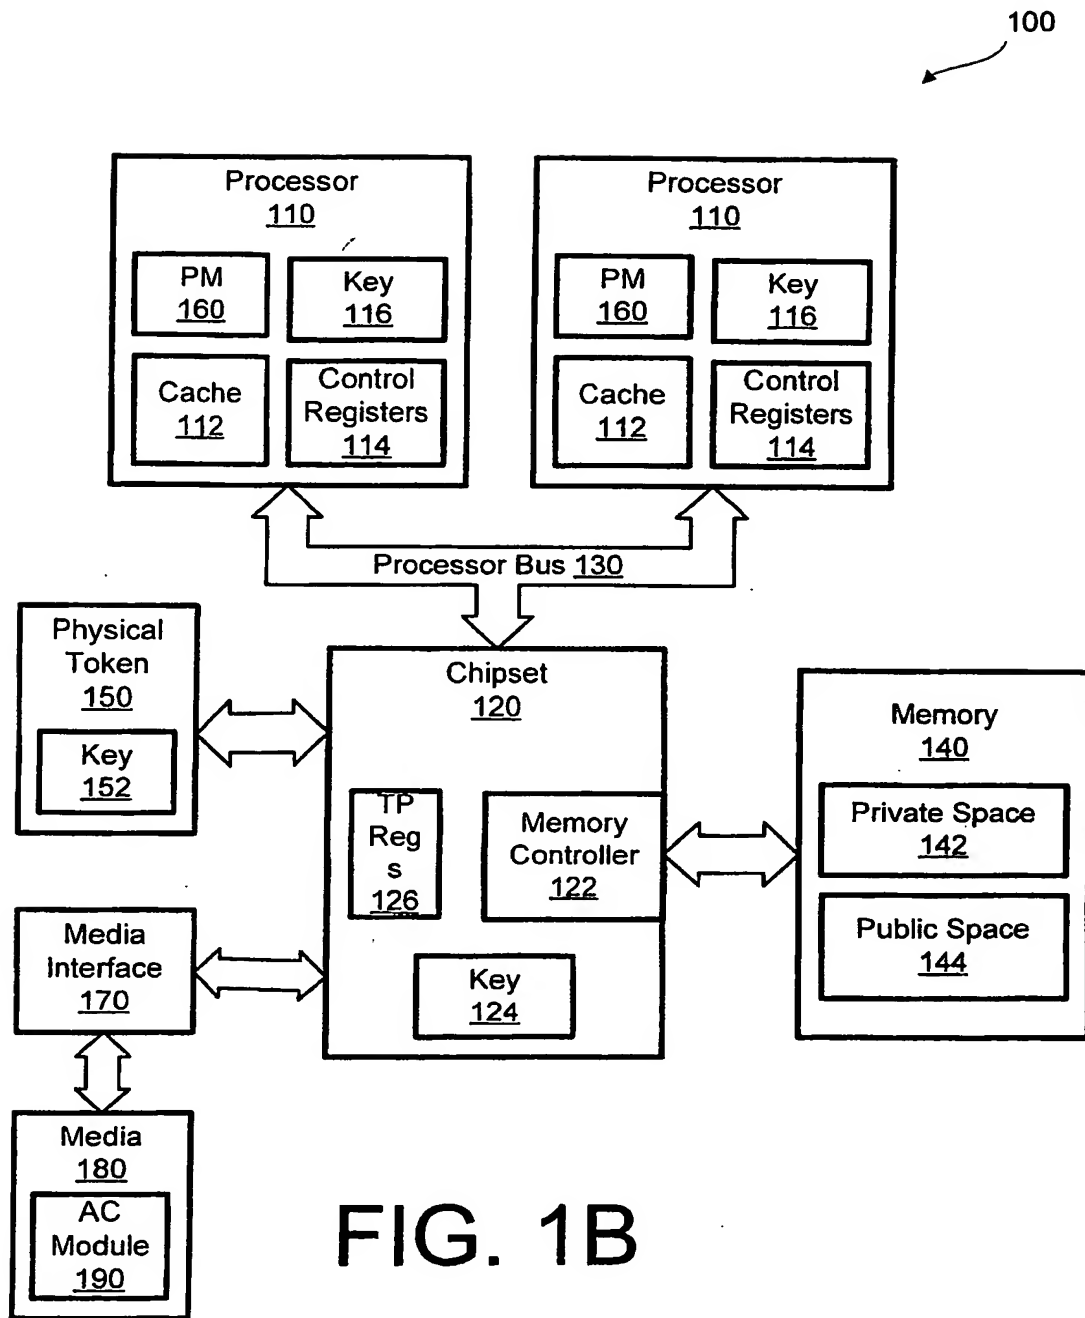 100
Processor
110
PM
160
Key
116
Cache
112
Control
Registers
114
Processor
110
PM
160
Key
116
Cache
112
Control
Registers
114
Processor Bus 130
Physical
Token
150
Key
152
Chipset
120
TP
Reg
s
126
Memory
Controller
122
Key
124
Memory
140
Private Space
142
Public Space
144
Media
Interface
170
Media
180
AC
Module
190
FIG. 1B